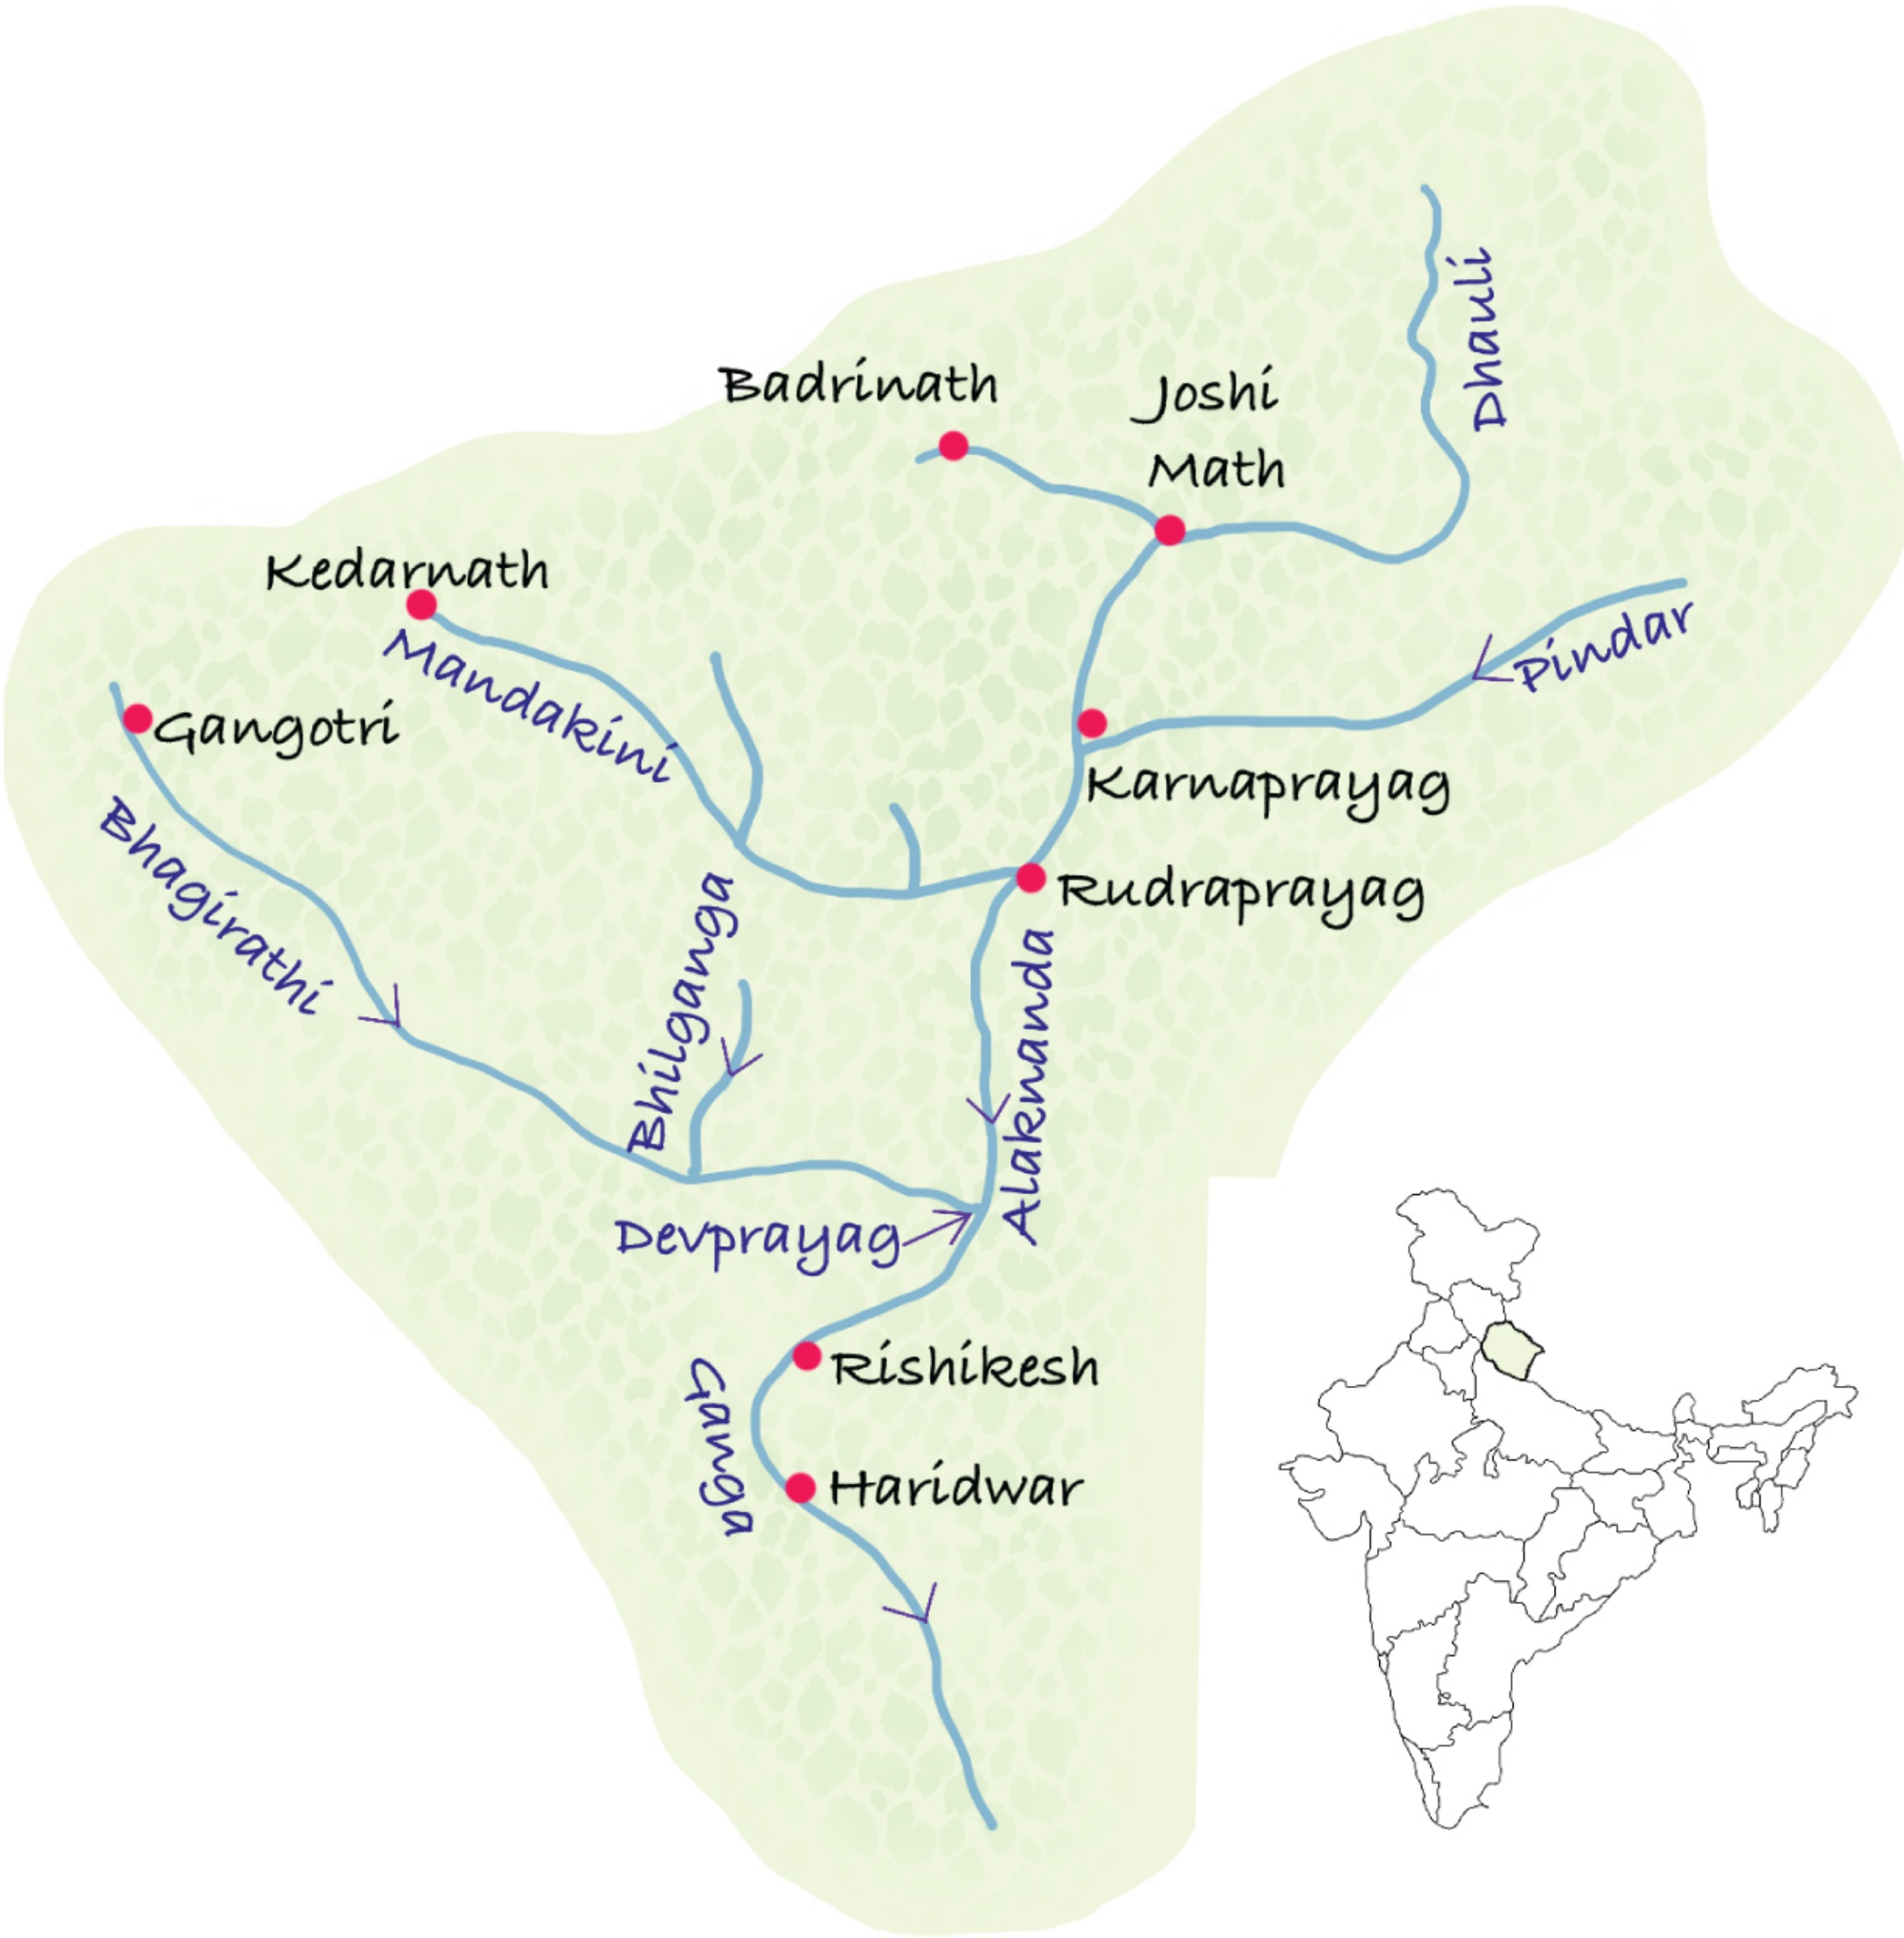 Dhauli
Badrinath
Joshi
Math
Kedarnath
Mandakini
Pindar
Gangotri
Karnaprayag
Bhagirathi
Rudraprayag
Bhilganga
Alaknanda
Devprayag
Rishikesh
Ganga
Haridwar